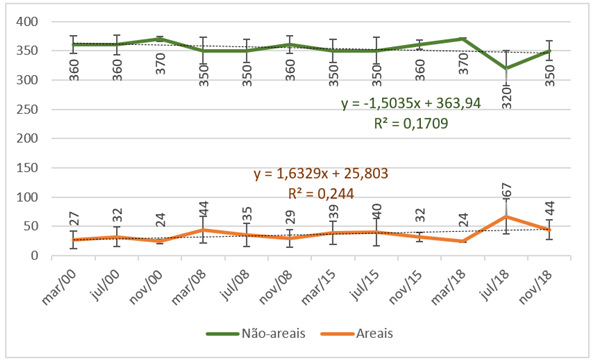 400
350
300
250
200
150
100
50
0
360
360
370
350
350
360
350
350
360
370
320
350
y = -1,5035x + 363,94
R² = 0,1709
y = 1,6329x + 25,803
R² = 0,244
27
32
24
44
35
29
39
40
32
24
67
44
mar/00
jul/00
nov/00
mar/08
jul/08
nov/08
mar/15
jul/15
nov/15
mar/18
jul/18
nov/18
Não-areais
Areais